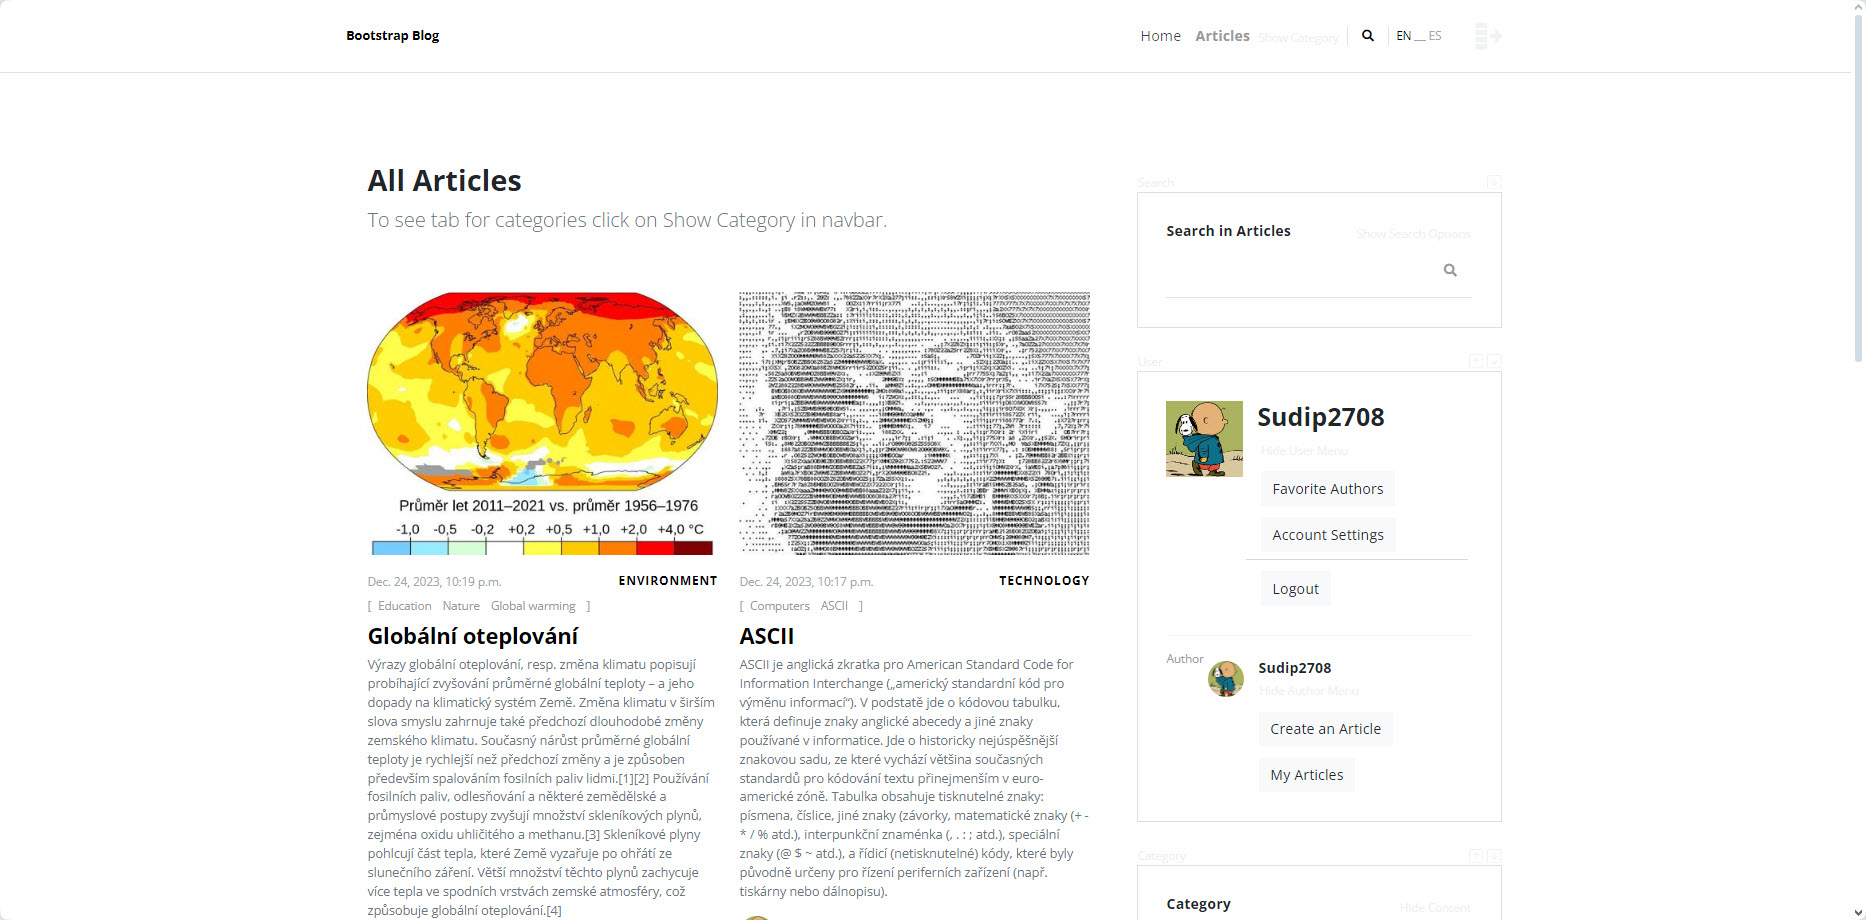 Bootstrap Blog
Home Articles Show Category EN __ ES
All Articles
To see tab for categories click on Show Category in navbar.
Průměr let 2011–2021 vs. průměr 1956–1976
-1,0 -0,5 -0,2 +0,2 +0,5 +1,0 +2,0 +4,0 °C
Dec. 24, 2023, 10:19 p.m. ENVIRONMENT
[ Education Nature Global warming ]
Globální oteplování
Výrazy globální oteplování, resp. změna klimatu popisují
probíhající zvyšování průměrné globální teploty – a jeho
dopady na klimatický systém Země. Změna klimatu v širším
slova smyslu zahrnuje také předchozí dlouhodobé změny
zemského klimatu. Současný nárůst průměrné globální
teploty je rychlejší než předchozí změny a je způsoben
především spalováním fosilních paliv lidmi.[1][2] Používání
fosilních paliv, odlesňování a některé zemědělské a
průmyslové postupy zvyšují množství skleníkových plynů,
zejména oxidu uhličitého a methanu.[3] Skleníkové plyny
pohlcují část tepla, které Země vyzařuje po ohřátí ze
slunečního záření. Větší množství těchto plynů zachycuje
více tepla ve spodních vrstvách zemské atmosféry, což
způsobuje globální oteplování.[4]
Dec. 24, 2023, 10:17 p.m. TECHNOLOGY
[ Computers ASCII ]
ASCII
ASCII je anglická zkratka pro American Standard Code for
Information Interchange („americký standardní kód pro
výměnu informací“). V podstatě jde o kódovou tabulku,
která definuje znaky anglické abecedy a jiné znaky
používané v informatice. Jde o historicky nejúspěšnější
znakovou sadu, ze které vychází většina současných
standardů pro kódování textu přinejmenším v euro-
americké zóně. Tabulka obsahuje tisknutelné znaky:
písmena, číslice, jiné znaky (závorky, matematické znaky (+ -
* / % atd.), interpunkční znaménka (, . : ; atd.), speciální
znaky (@ $ ~ atd.), a řídicí (netisknutelné) kódy, které byly
původně určeny pro řízení periferních zařízení (např.
tiskárny nebo dálnopisu).
Search
Search in Articles Show Search Options
User
Sudip2708
Hide User Menu
Favorite Authors
Account Settings
Logout
Author Sudip2708
Hide Author Menu
Create an Article
My Articles
Category
Category Hide Content